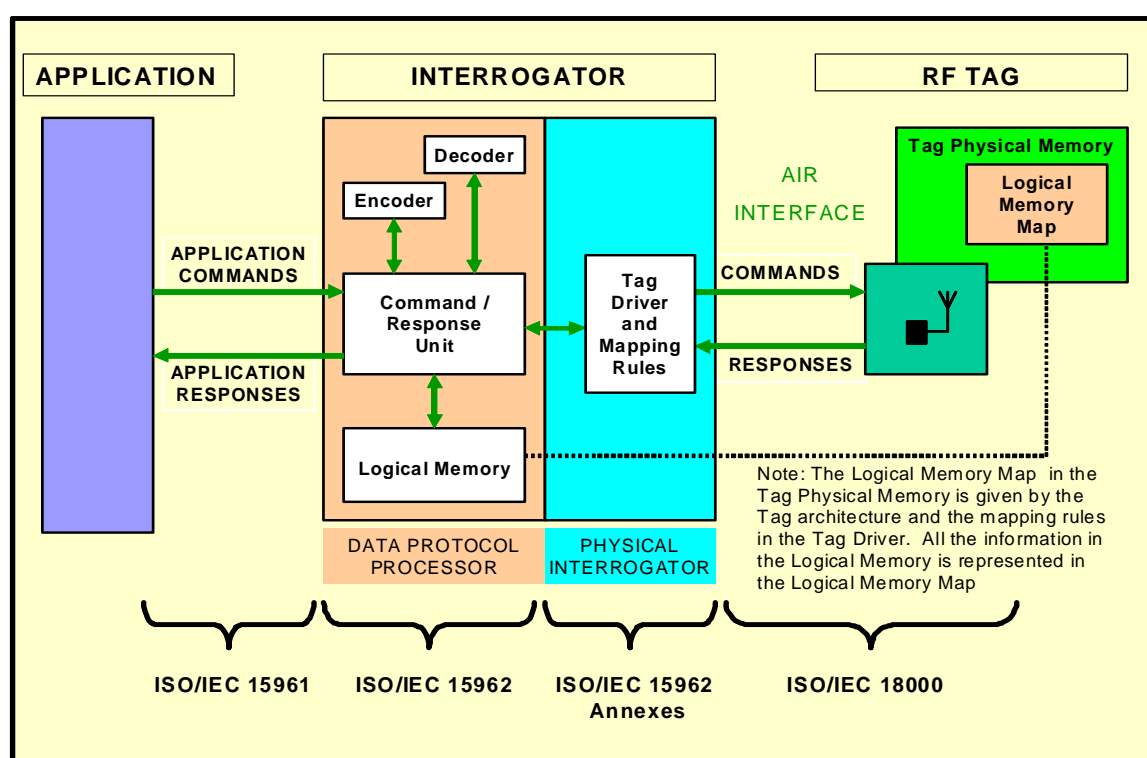 APPLICATION
INTERROGATOR
RF TAG
Decoder
Encoder
Tag Physical Memory
Logical
Memory
Map
AIR
INTERFACE
APPLICATION
COMMANDS
Command /
Response
Unit
Tag
Driver
and
Mapping
Rules
COMMANDS
APPLICATION
RESPONSES
RESPONSES
Logical Memory
Note: The Logical Memory Map in the
Tag Physical Memory is given by the
Tag architecture and the mapping rules
in the Tag Driver. All the information in
the Logical Memory is represented in
the Logical Memory Map
DATA PROTOCOL
PROCESSOR
PHYSICAL
INTERROGATOR
ISO/IEC 15961
ISO/IEC 15962
ISO/IEC 15962
Annexes
ISO/IEC 18000